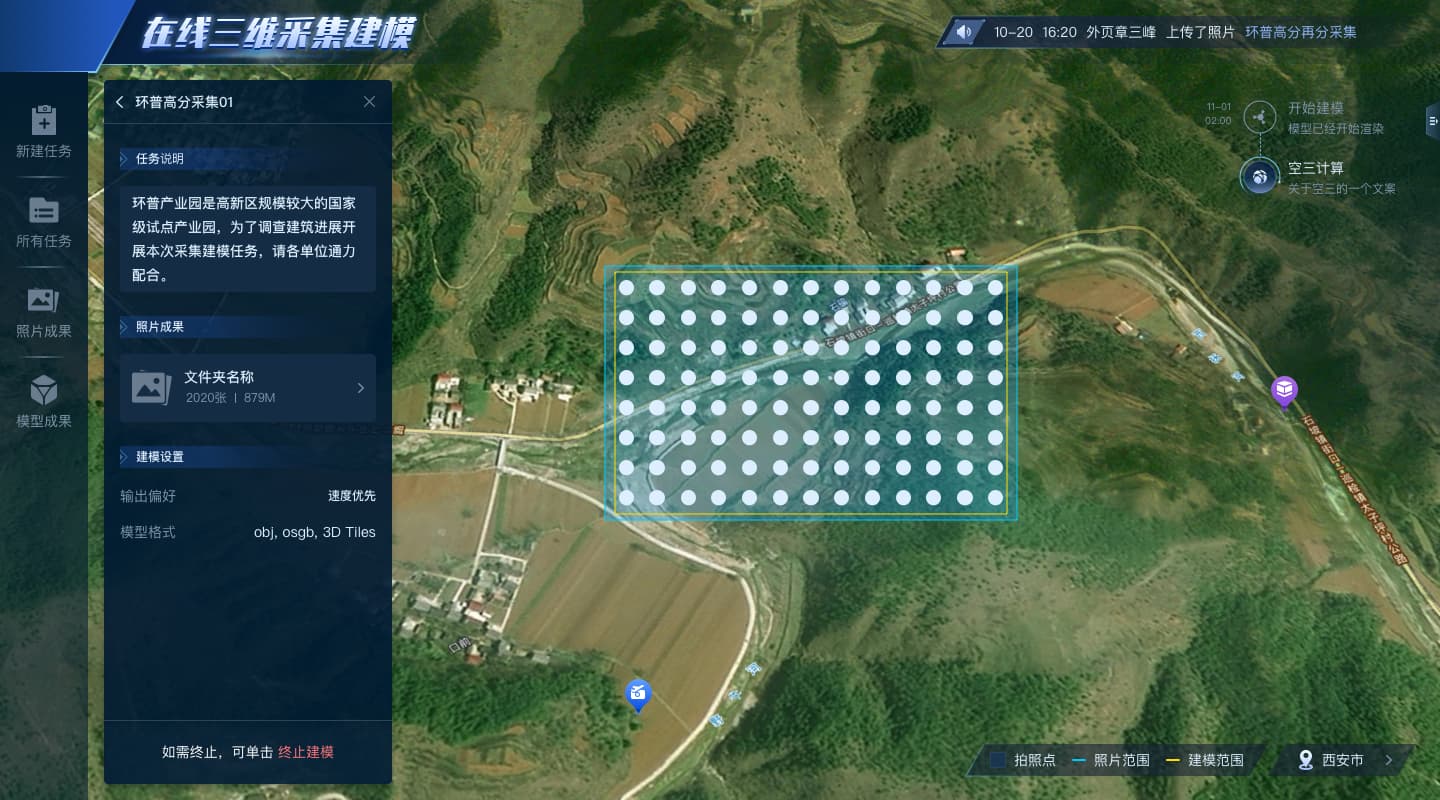 在线三维采集建模
10-20 16:20 外页章三峰 上传了照片 环普高分再分采集
新建任务
所有任务
照片成果
模型成果
环普高分采集01
任务说明
环普产业园是高新区规模较大的国家
级试点产业园，为了调查建筑进展开
展本次采集建模任务，请各单位通力
配合。
照片成果
文件夹名称
2020张 | 879M
建模设置
输出偏好 速度优先
模型格式 obj, osgb, 3D Tiles
如需终止，可单击 终止建模
11-01
02:00
开始建模
模型已经开始渲染
空三计算
关于空三的一个文案
口前
拍照点 照片范围 建模范围
西安市